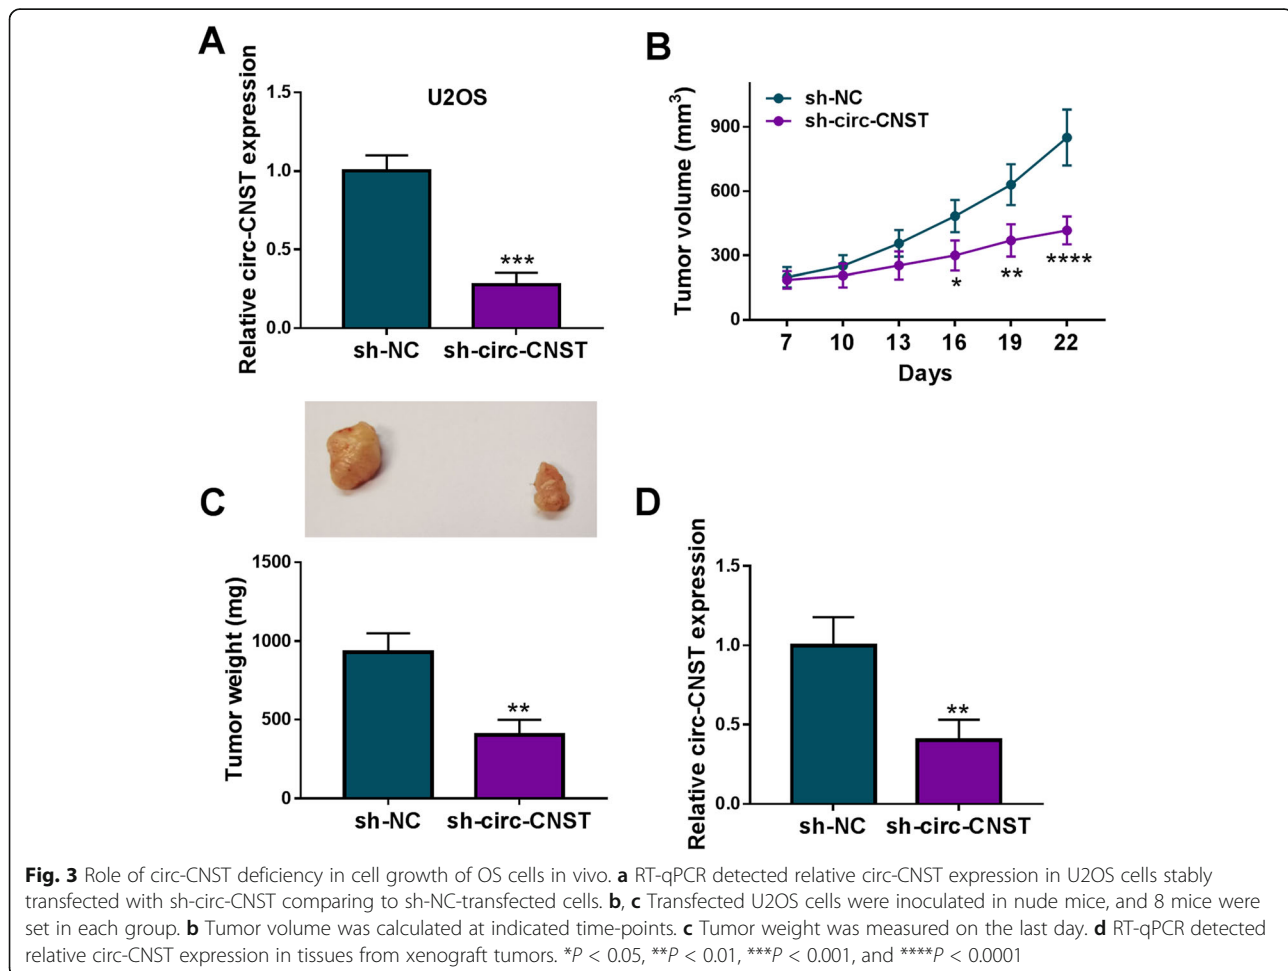 A
U2OS
Relative circ-CNST expression
1.5
1.0
0.5
0.0
***
sh-NC
sh-circ-CNST
B
sh-NC
sh-circ-CNST
Tumor volume (mm³)
900
600
300
0
*
**
****
7 10 13 16 19 22
Days
C
Tumor weight (mg)
1500
1000
500
0
**
sh-NC
sh-circ-CNST
D
Relative circ-CNST expression
1.5
1.0
0.5
0.0
**
sh-NC
sh-circ-CNST
Fig. 3 Role of circ-CNST deficiency in cell growth of OS cells in vivo. a RT-qPCR detected relative circ-CNST expression in U2OS cells stably
transfected with sh-circ-CNST comparing to sh-NC-transfected cells. b, c Transfected U2OS cells were inoculated in nude mice, and 8 mice were
set in each group. b Tumor volume was calculated at indicated time-points. c Tumor weight was measured on the last day. d RT-qPCR detected
relative circ-CNST expression in tissues from xenograft tumors. *P < 0.05, **P < 0.01, ***P < 0.001, and ****P < 0.0001